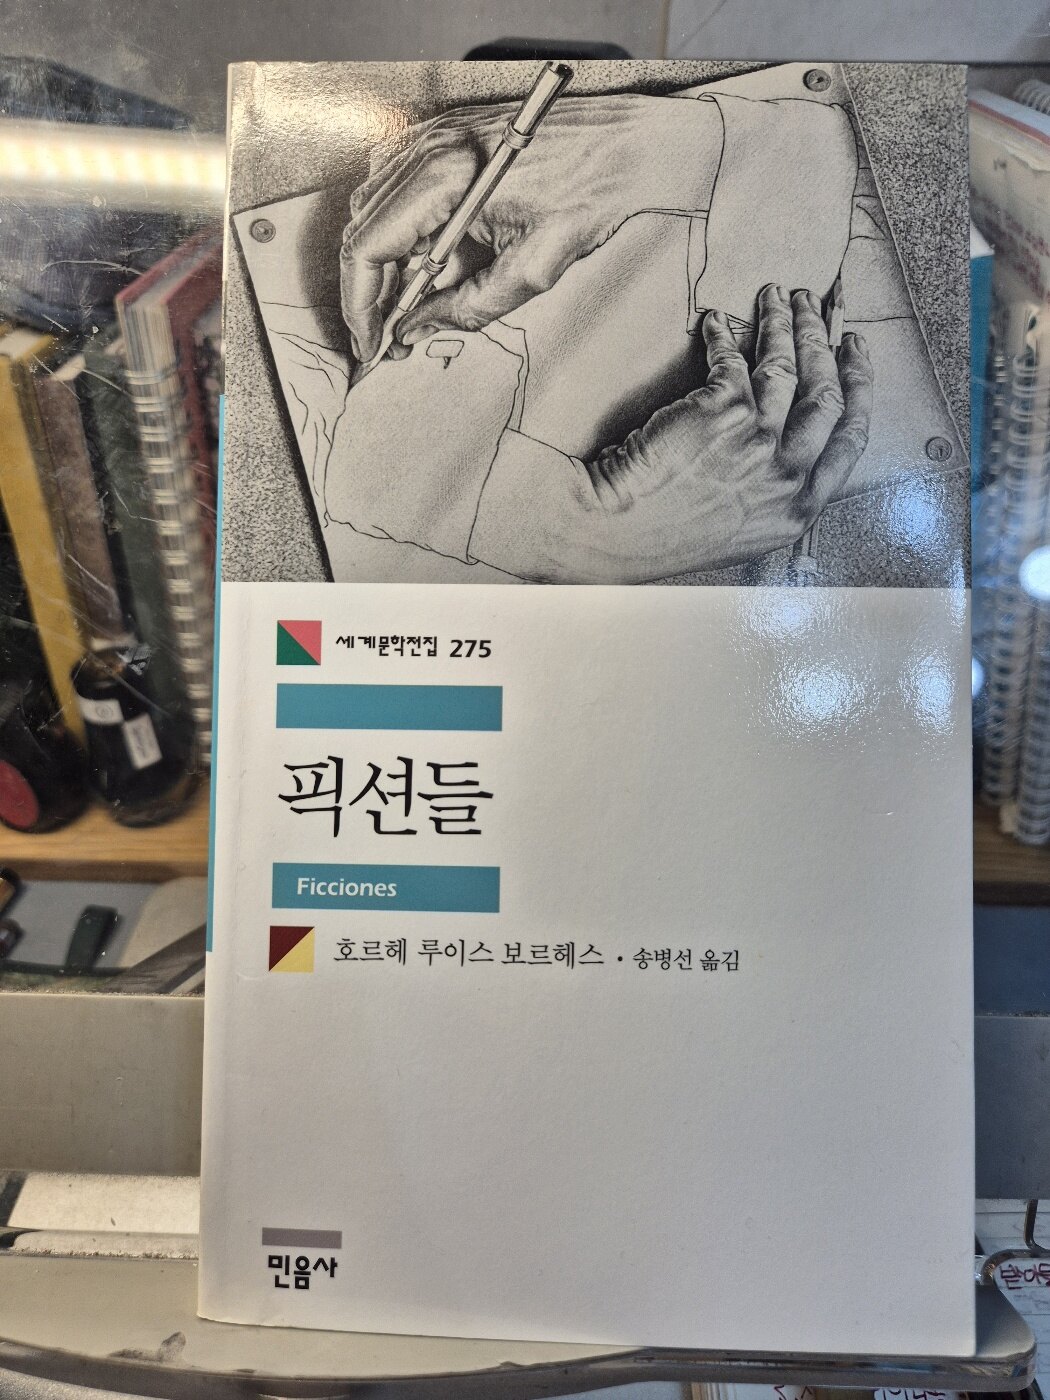 세계문학전집 275
픽션들
Ficciones
호르헤 루이스 보르헤스 · 송병선 옮김
민음사